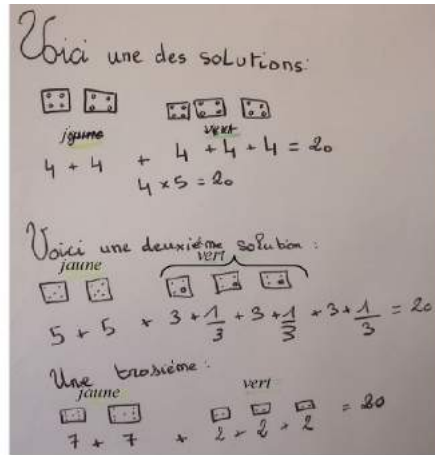 Voici une des solutions:
jaune vert
4 + 4 + 4 + 4 + 4 = 20
4 x 5 = 20
Voici une deuxiéme solution :
jaune vert
5 + 5 + 3 + 1/3 + 3 + 1/3 + 3 + 1/3 = 20
Une trosiéme :
jaune vert
7 + 7 + 2 + 2 + 2 = 20